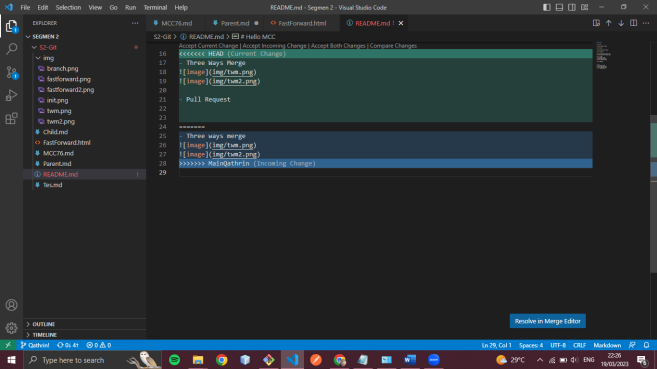 File Edit Selection View Go Run Terminal Help
README.md - Segmen 2 - Visual Studio Code
EXPLORER
SEGMEN 2
S2-Git
img
branch.png
fastforward.png
fastforward2.png
init.png
twm.png
twm2.png
Child.md
FastForward.html
MCC76.md
Parent.md
README.md !
Tes.md
OUTLINE
TIMELINE
MCC76.md
Parent.md
FastForward.html
README.md !
S2-Git > README.md > # Hello MCC
Accept Current Change | Accept Incoming Change | Accept Both Changes | Compare Changes
16 <<<<<<< HEAD (Current Change)
17 - Three Ways Merge
18 ![image](img/twm.png)
19 ![image](img/twm2.png)
20
21 - Pull Request
22
23
24 =======
25 - Three ways merge
26 ![image](img/twm.png)
27 ![image](img/twm2.png)
28 >>>>>>> MainQathrin (Incoming Change)
29
Resolve in Merge Editor
Qathrin! 0↓ 4↑ 0 0 Ln 29, Col 1 Spaces: 4 UTF-8 CRLF Markdown
Type here to search
29°C ENG
22:26
19/03/2023